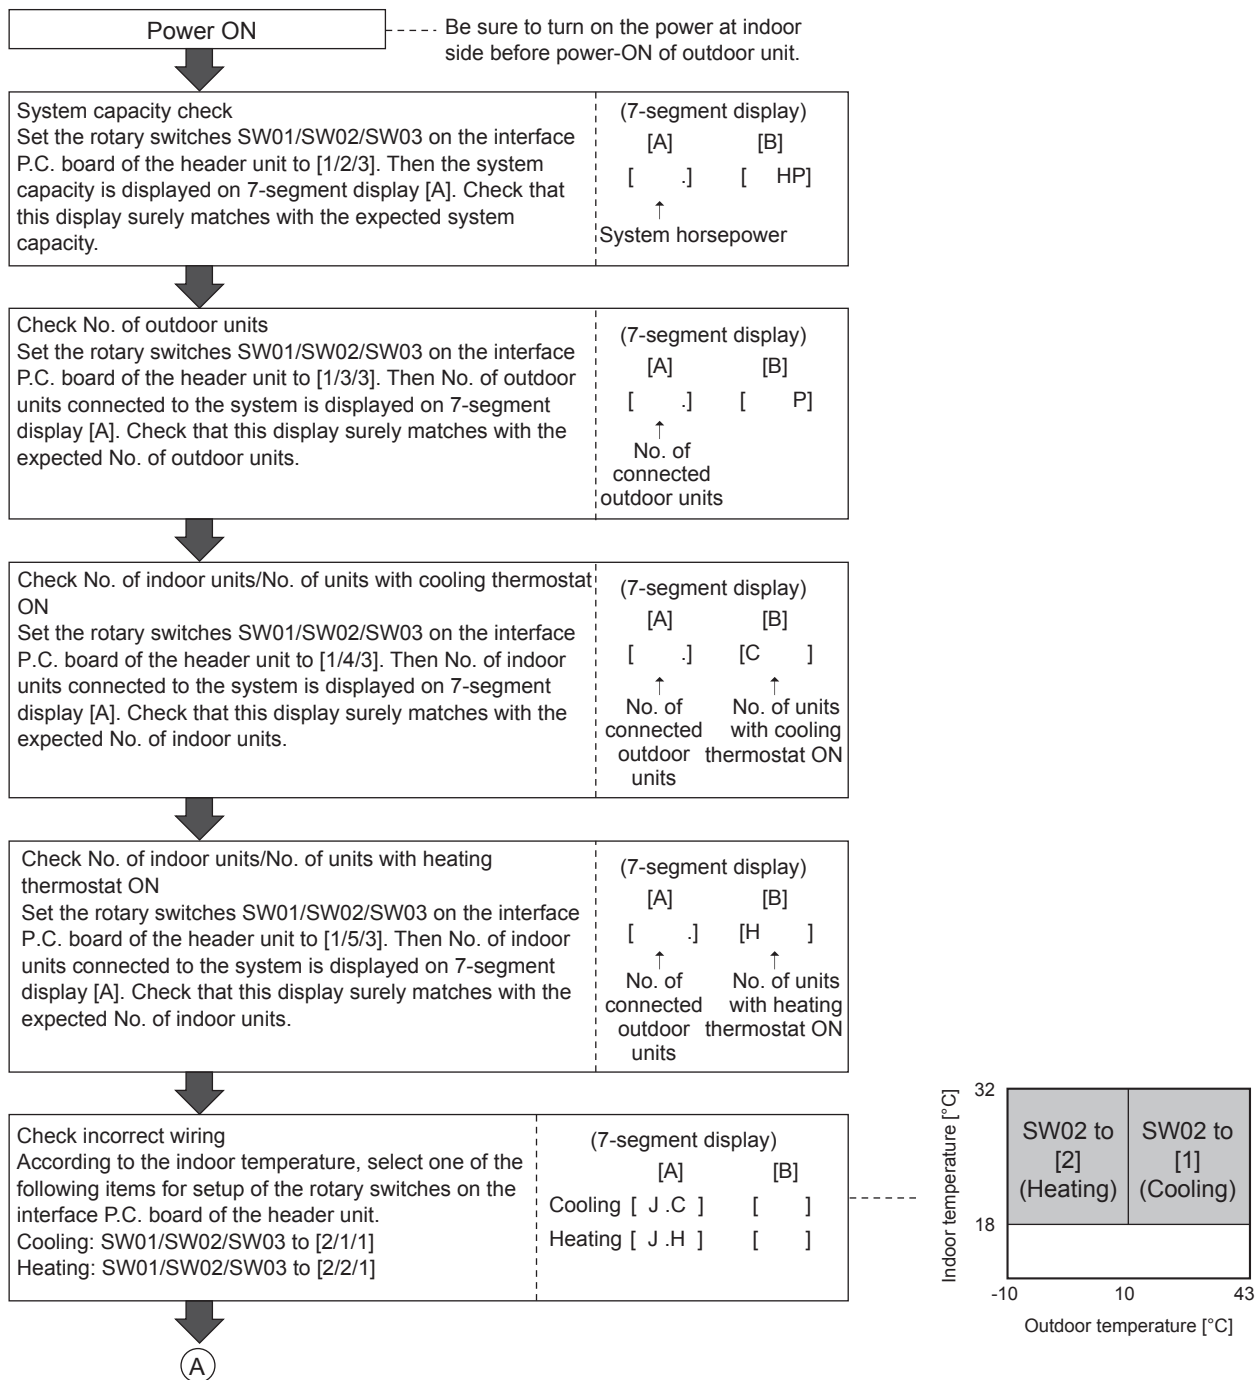 Power ON
Be sure to turn on the power at indoor
side before power-ON of outdoor unit.
System capacity check
Set the rotary switches SW01/SW02/SW03 on the interface
P.C. board of the header unit to [1/2/3]. Then the system
capacity is displayed on 7-segment display [A]. Check that
this display surely matches with the expected system
capacity.
(7-segment display)
[A] [B]
[ .] [ HP]
↑
System horsepower
Check No. of outdoor units
Set the rotary switches SW01/SW02/SW03 on the interface
P.C. board of the header unit to [1/3/3]. Then No. of outdoor
units connected to the system is displayed on 7-segment
display [A]. Check that this display surely matches with the
expected No. of outdoor units.
(7-segment display)
[A] [B]
[ .] [ P]
↑
No. of
connected
outdoor units
Check No. of indoor units/No. of units with cooling thermostat
ON
Set the rotary switches SW01/SW02/SW03 on the interface
P.C. board of the header unit to [1/4/3]. Then No. of indoor
units connected to the system is displayed on 7-segment
display [A]. Check that this display surely matches with the
expected No. of indoor units.
(7-segment display)
[A] [B]
[ .] [C ]
↑ ↑
No. of
connected
outdoor
units
No. of units
with cooling
thermostat ON
Check No. of indoor units/No. of units with heating
thermostat ON
Set the rotary switches SW01/SW02/SW03 on the interface
P.C. board of the header unit to [1/5/3]. Then No. of indoor
units connected to the system is displayed on 7-segment
display [A]. Check that this display surely matches with the
expected No. of indoor units.
(7-segment display)
[A] [B]
[ .] [H ]
↑ ↑
No. of
connected
outdoor
units
No. of units
with heating
thermostat ON
Check incorrect wiring
According to the indoor temperature, select one of the
following items for setup of the rotary switches on the
interface P.C. board of the header unit.
Cooling: SW01/SW02/SW03 to [2/1/1]
Heating: SW01/SW02/SW03 to [2/2/1]
(7-segment display)
[A] [B]
Cooling [ J .C ] [ ]
Heating [ J .H ] [ ]
Indoor temperature [°C]
32
18
SW02 to
[2]
(Heating)
SW02 to
[1]
(Cooling)
-10 10 43
Outdoor temperature [°C]
A